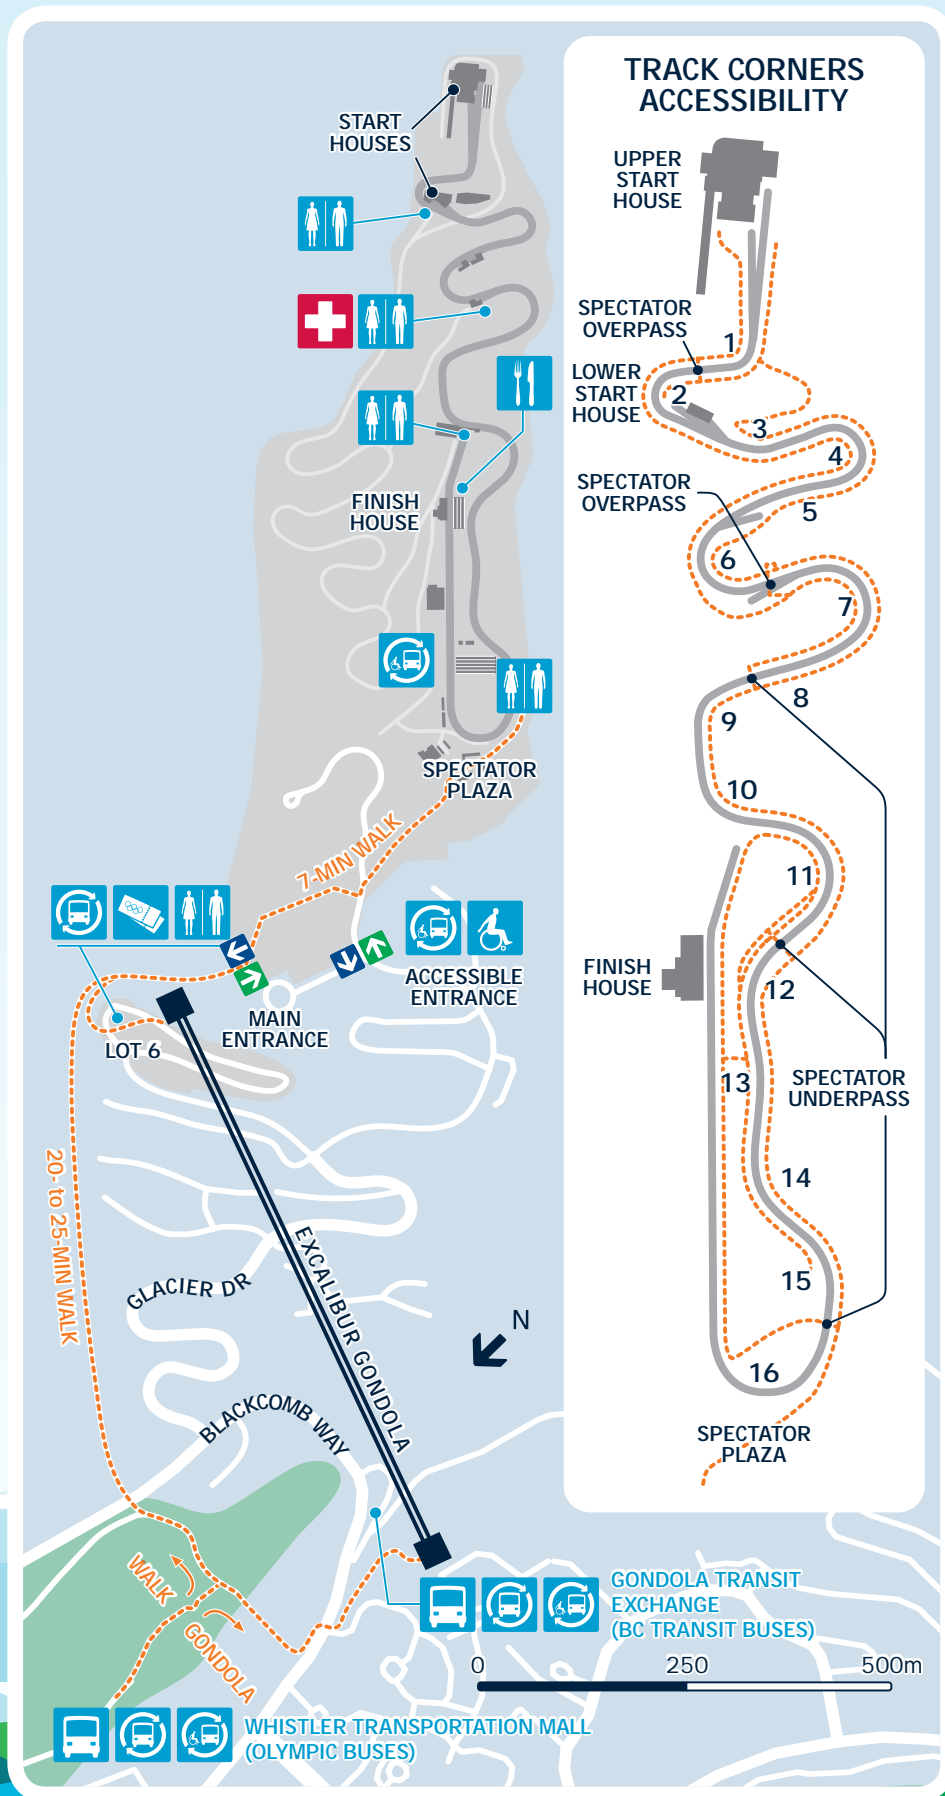 TRACK CORNERS
ACCESSIBILITY
START
HOUSES
UPPER
START
HOUSE
SPECTATOR
OVERPASS
1
LOWER
START
HOUSE
2
3
4
SPECTATOR
OVERPASS
5
6
7
8
9
10
11
FINISH
HOUSE
12
13
SPECTATOR
UNDERPASS
14
15
16
SPECTATOR
PLAZA
FINISH
HOUSE
SPECTATOR
PLAZA
7-MIN WALK
ACCESSIBLE
ENTRANCE
MAIN
ENTRANCE
LOT 6
20- to 25-MIN WALK
EXCALIBUR GONDOLA
GLACIER DR
N
BLACKCOMB WAY
WALK
GONDOLA
GONDOLA TRANSIT
EXCHANGE
(BC TRANSIT BUSES)
0 250 500m
WHISTLER TRANSPORTATION MALL
(OLYMPIC BUSES)